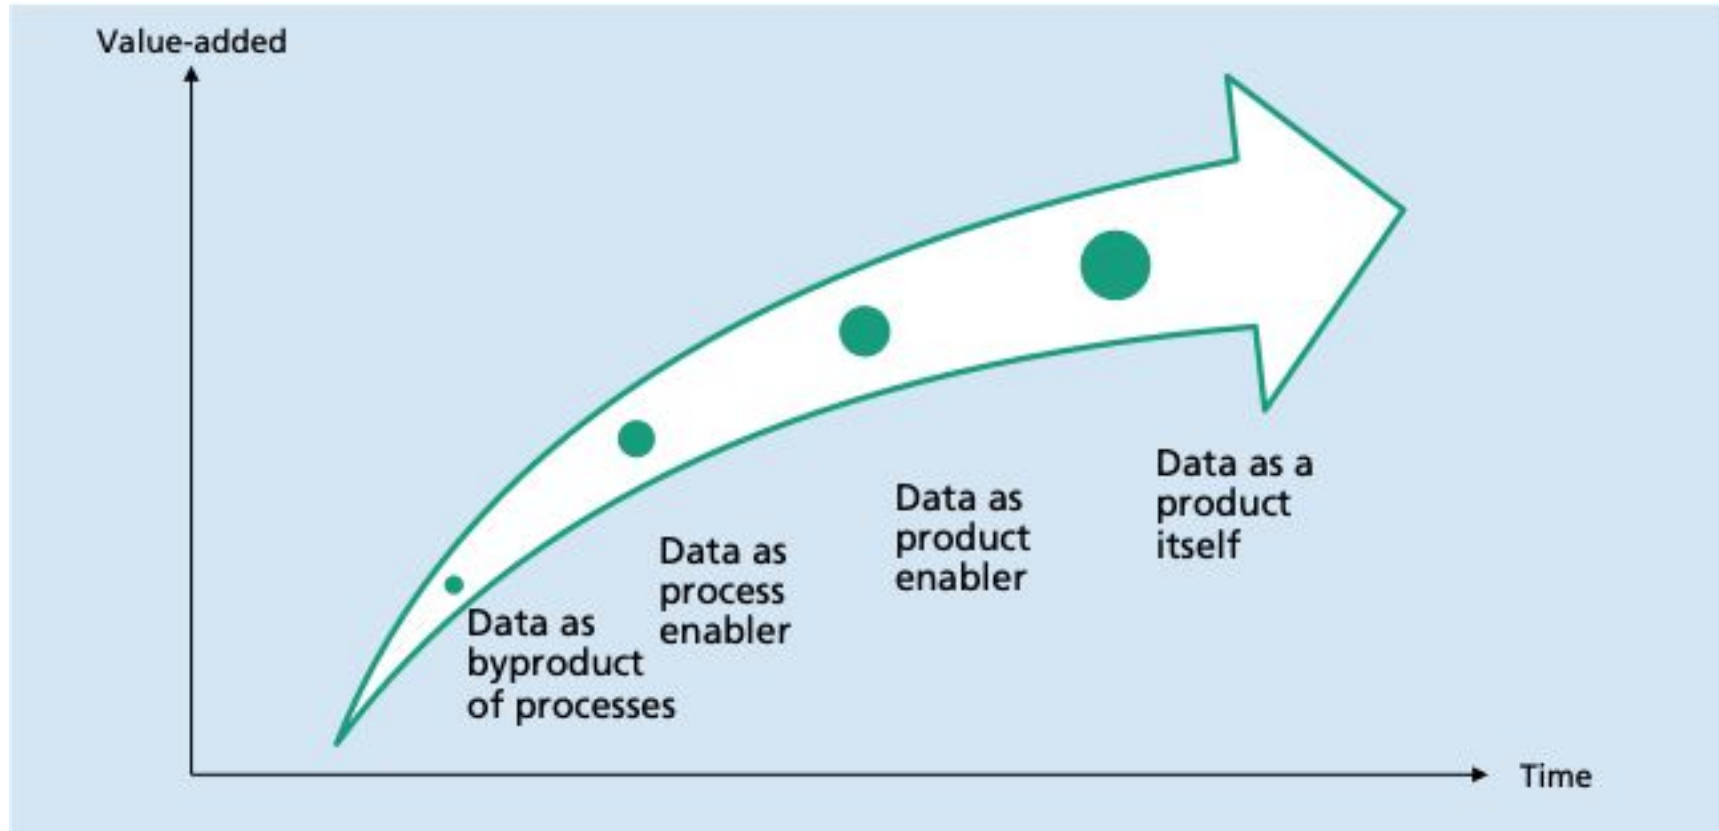 Value-added
Data as
byproduct
of processes
Data as
process
enabler
Data as
product
enabler
Data as a
product
itself
Time